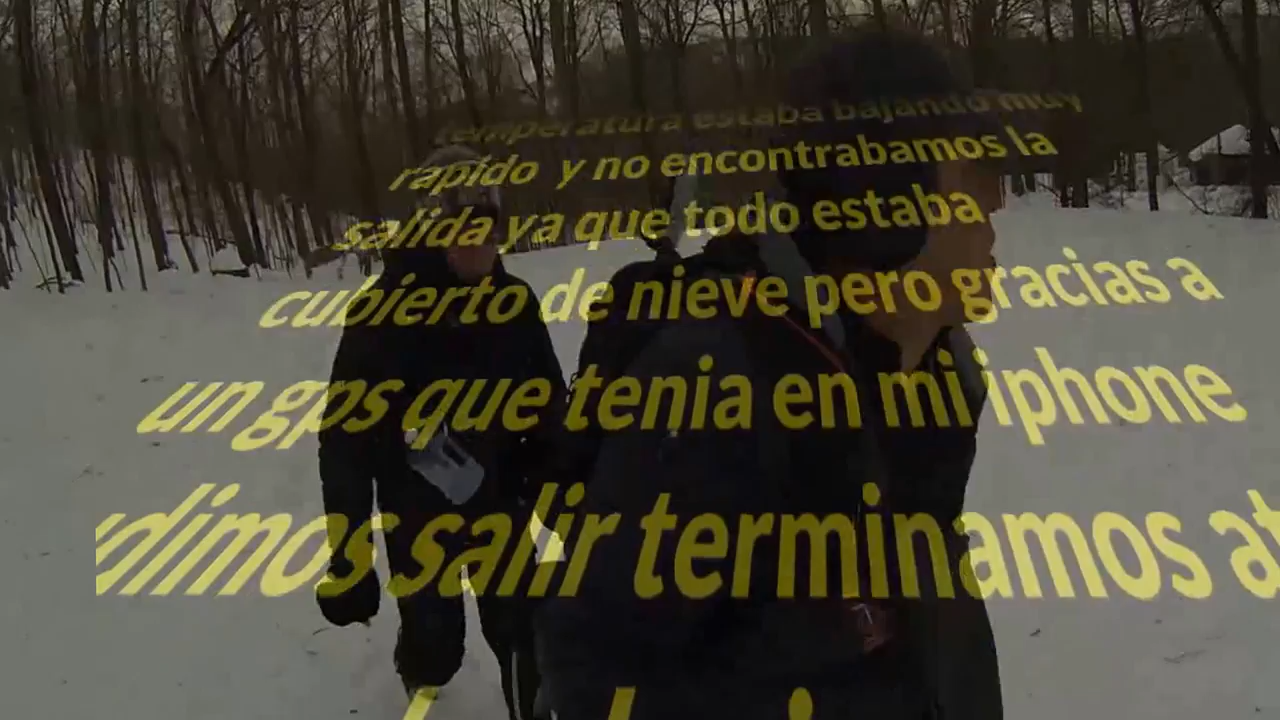 temperatura estaba bajando muy
rapido y no encontrabamos la
salida ya que todo estaba
cubierto de nieve pero gracias a
un gps que tenia en mi iphone
salir terminamos